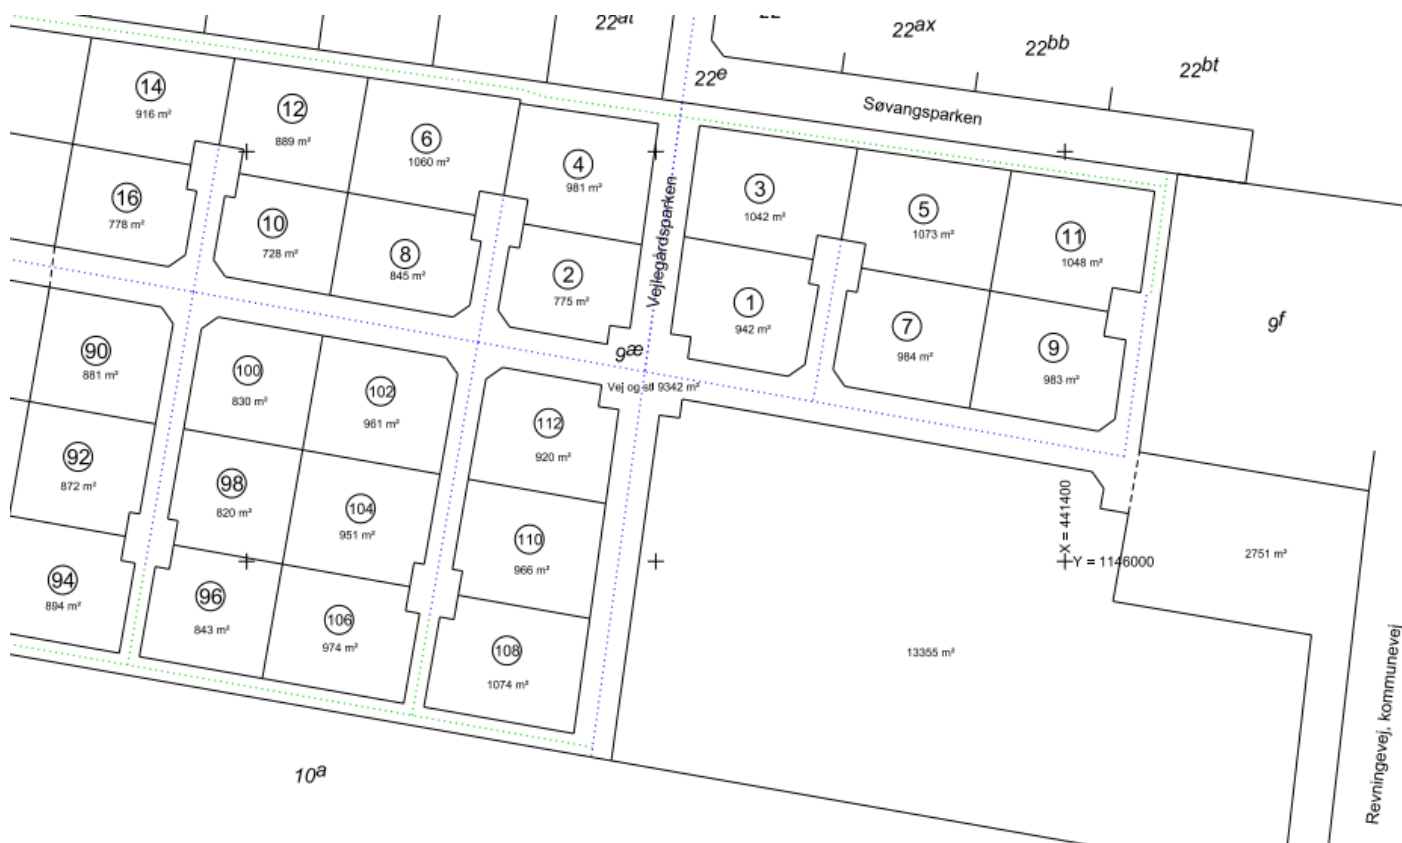 22at
22ax
22bb
22bt
22e
Søvangsparken
14
916 m²
12
889 m²
6
1060 m²
4
981 m²
3
1042 m²
5
1073 m²
11
1048 m²
16
778 m²
10
728 m²
8
845 m²
2
775 m²
Vejlegårdsparken
1
942 m²
7
984 m²
9
983 m²
9f
90
881 m²
100
830 m²
102
961 m²
9æ
Vej og sti 9342 m²
112
920 m²
92
872 m²
98
820 m²
104
951 m²
110
966 m²
X = 441400
Y = 1146000
2751 m²
94
894 m²
96
843 m²
106
974 m²
108
1074 m²
13355 m²
Revningevej, kommunevej
10a